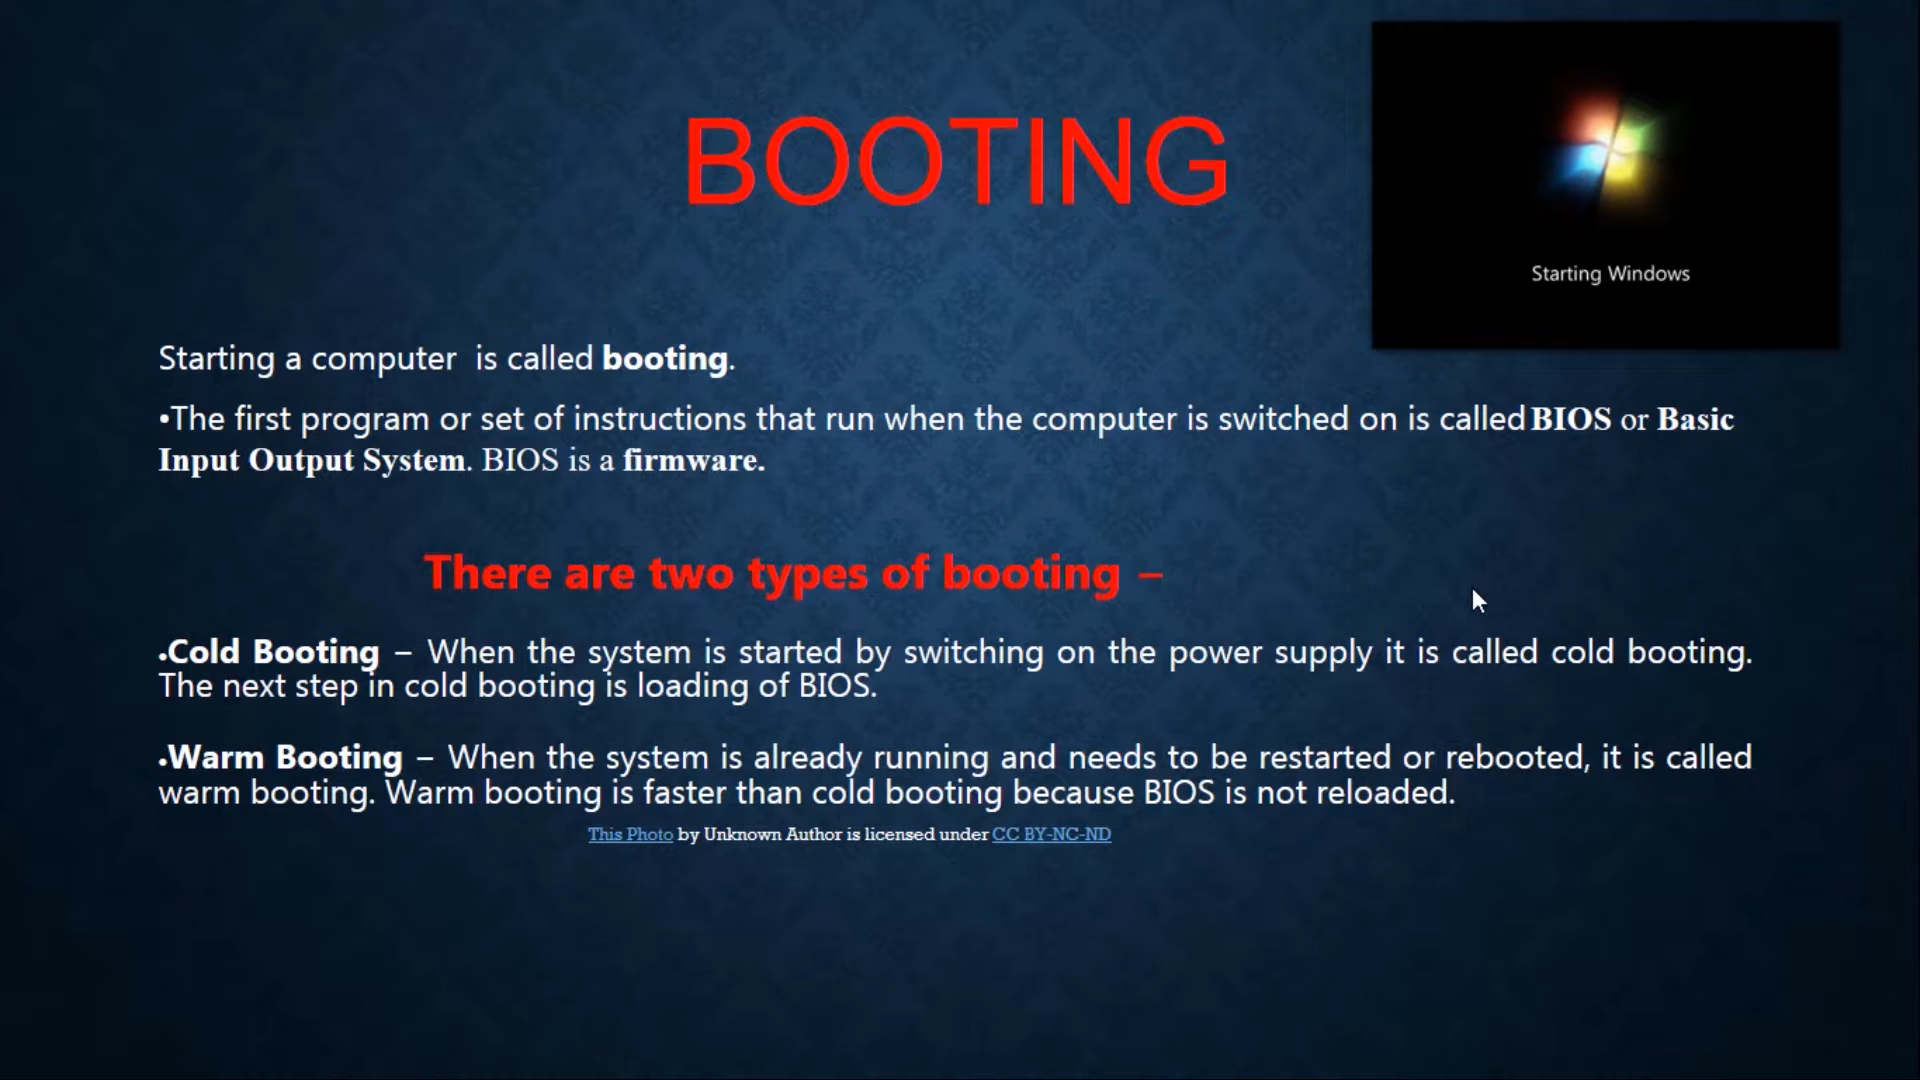 BOOTING
Starting Windows
Starting a computer is called booting.
•The first program or set of instructions that run when the computer is switched on is called BIOS or Basic
Input Output System. BIOS is a firmware.
There are two types of booting –
•Cold Booting – When the system is started by switching on the power supply it is called cold booting.
The next step in cold booting is loading of BIOS.
•Warm Booting – When the system is already running and needs to be restarted or rebooted, it is called
warm booting. Warm booting is faster than cold booting because BIOS is not reloaded.
This Photo by Unknown Author is licensed under CC BY-NC-ND